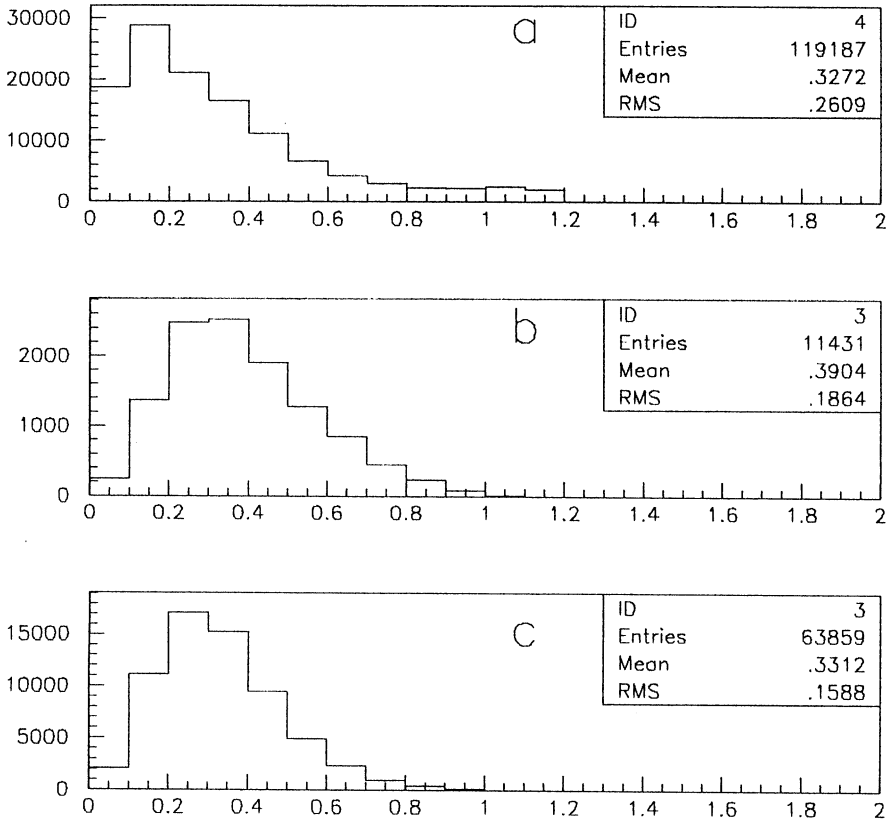 a
ID 4
Entries 119187
Mean .3272
RMS .2609
30000
20000
10000
0
0 0.2 0.4 0.6 0.8 1 1.2 1.4 1.6 1.8 2
b
ID 3
Entries 11431
Mean .3904
RMS .1864
2000
1000
0
0 0.2 0.4 0.6 0.8 1 1.2 1.4 1.6 1.8 2
c
ID 3
Entries 63859
Mean .3312
RMS .1588
15000
10000
5000
0
0 0.2 0.4 0.6 0.8 1 1.2 1.4 1.6 1.8 2